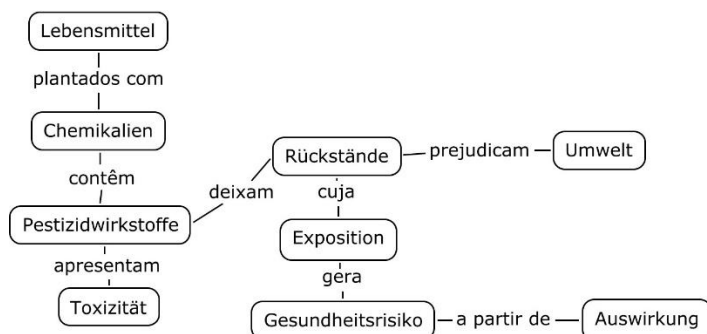 Lebensmittel
plantados com
Chemikalien
contêm
Pestizidwirkstoffe
apresentam
Toxizität
deixam
Rückstände
prejudicam
Umwelt
cuja
Exposition
gera
Gesundheitsrisiko
a partir de
Auswirkung